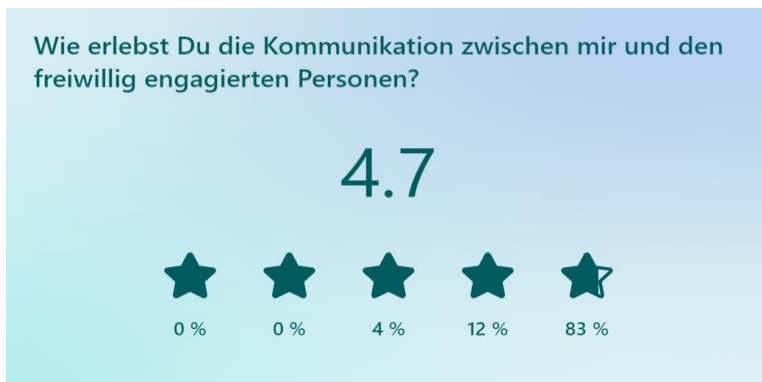 Wie erlebst Du die Kommunikation zwischen mir und den
freiwillig engagierten Personen?
4.7
0 % 0 % 4 % 12 % 83 %